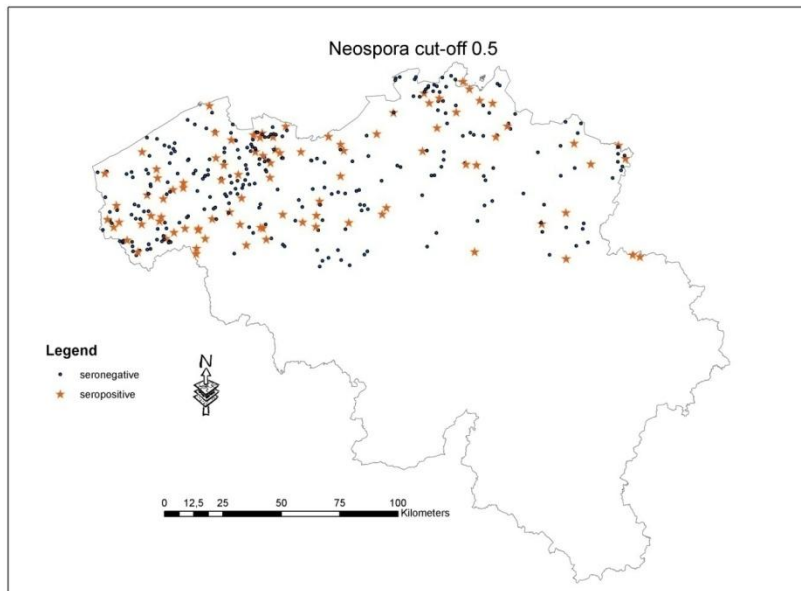 Neospora cut-off 0.5
Legend
seronegative
seropositive
N
0 12,5 25 50 75 100
Kilometers